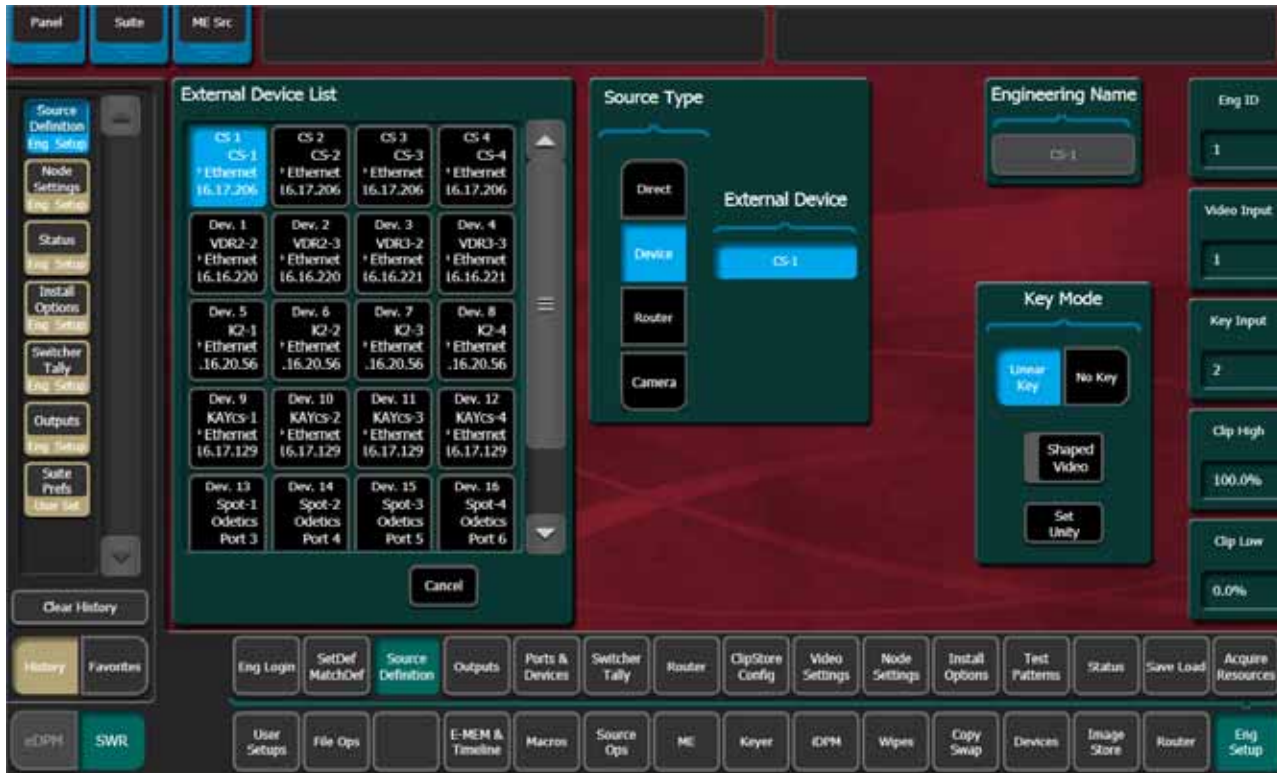 Panel
Suite
ME Src
Source
Definition
Eng Setup
Node
Settings
Eng Setup
Status
Eng Setup
Install
Options
Eng Setup
Switcher
Tally
Eng Setup
Outputs
Eng Setup
Suite
Prefs
User Set
Clear History
History
Favorites
eDPM
SWR
External Device List
CS 1
CS-1
Ethernet
16.17.206
CS 2
CS-2
Ethernet
16.17.206
CS 3
CS-3
Ethernet
16.17.206
CS 4
CS-4
Ethernet
16.17.206
Dev. 1
VDR2-2
Ethernet
16.16.220
Dev. 2
VDR2-3
Ethernet
16.16.220
Dev. 3
VDR3-2
Ethernet
16.16.221
Dev. 4
VDR3-3
Ethernet
16.16.221
Dev. 5
K2-1
Ethernet
.16.20.56
Dev. 6
K2-2
Ethernet
.16.20.56
Dev. 7
K2-3
Ethernet
.16.20.56
Dev. 8
K2-4
Ethernet
.16.20.56
Dev. 9
KAYcs-1
Ethernet
16.17.129
Dev. 10
KAYcs-2
Ethernet
16.17.129
Dev. 11
KAYcs-3
Ethernet
16.17.129
Dev. 12
KAYcs-4
Ethernet
16.17.129
Dev. 13
Spot-1
Odetics
Port 3
Dev. 14
Spot-2
Odetics
Port 4
Dev. 15
Spot-3
Odetics
Port 5
Dev. 16
Spot-4
Odetics
Port 6
Cancel
Source Type
Direct
Device
Router
Camera
External Device
CS-1
Engineering Name
CS-1
Key Mode
Linear
Key
No Key
Shaped
Video
Set
Unity
Eng ID
1
Video Input
1
Key Input
2
Clip High
100.0%
Clip Low
0.0%
Eng Login
SetDef
MatchDef
Source
Definition
Outputs
Ports &
Devices
Switcher
Tally
Router
ClipStore
Config
Video
Settings
Node
Settings
Install
Options
Test
Patterns
Status
Save Load
Acquire
Resources
User
Setups
File Ops
E-MEM &
Timeline
Macros
Source
Ops
ME
Keyer
iDPM
Wipes
Copy
Swap
Devices
Image
Store
Router
Eng
Setup